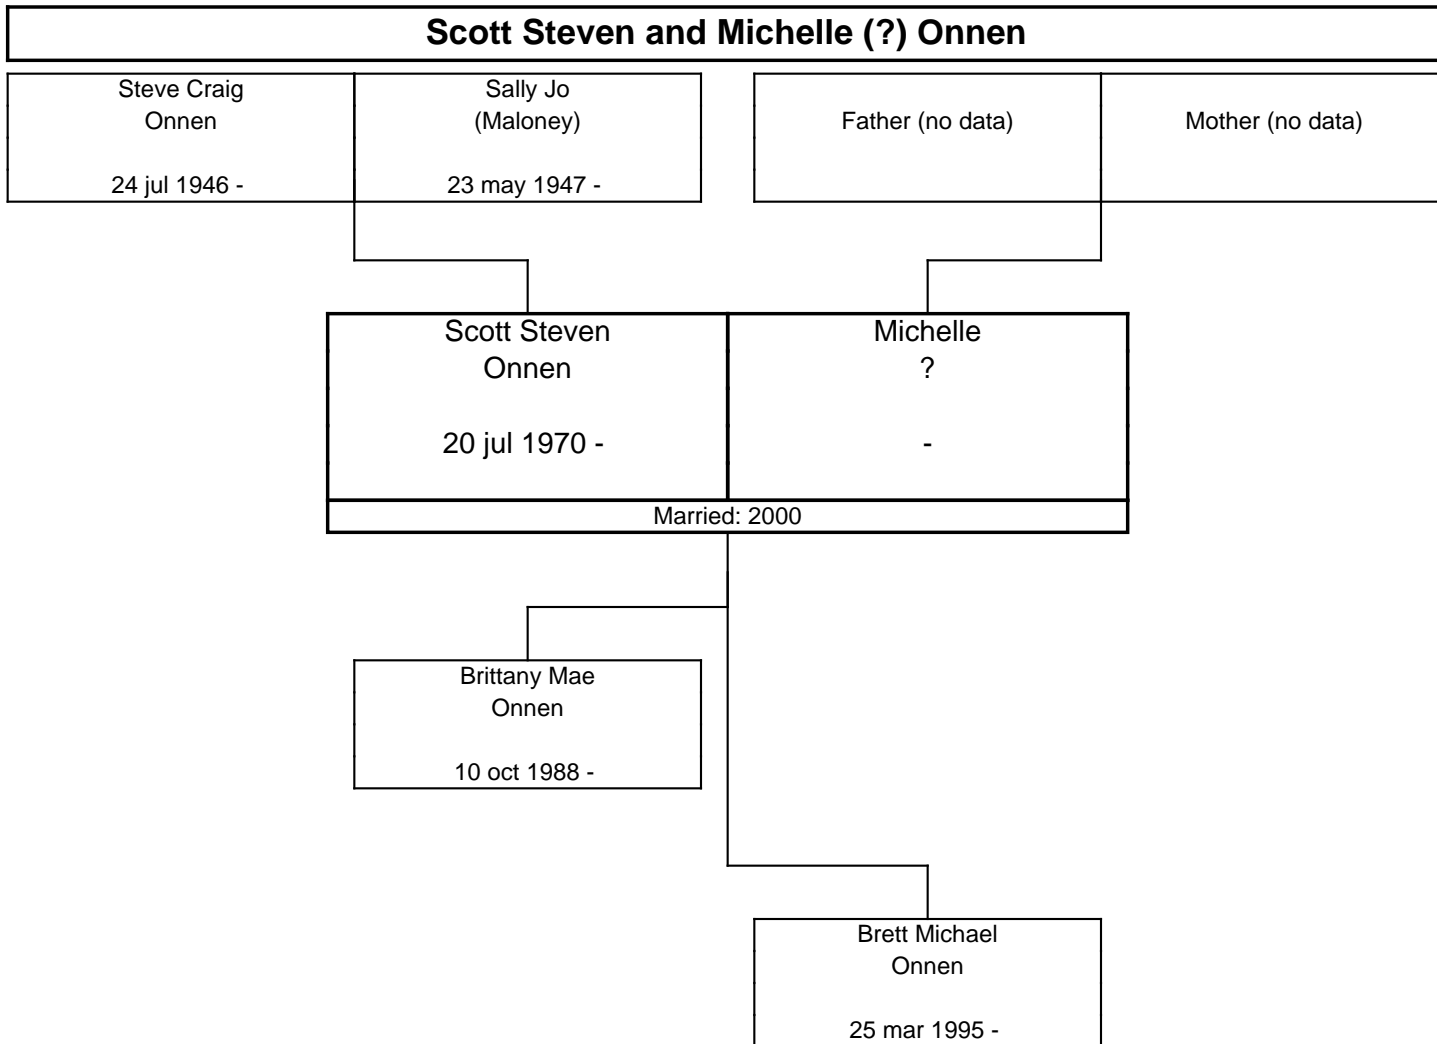 Scott Steven and Michelle (?) Onnen
Steve Craig
Onnen
24 jul 1946 -
Sally Jo
(Maloney)
23 may 1947 -
Father (no data)
Mother (no data)
Scott Steven
Onnen
20 jul 1970 -
Michelle
?
-
Married: 2000
Brittany Mae
Onnen
10 oct 1988 -
Brett Michael
Onnen
25 mar 1995 -